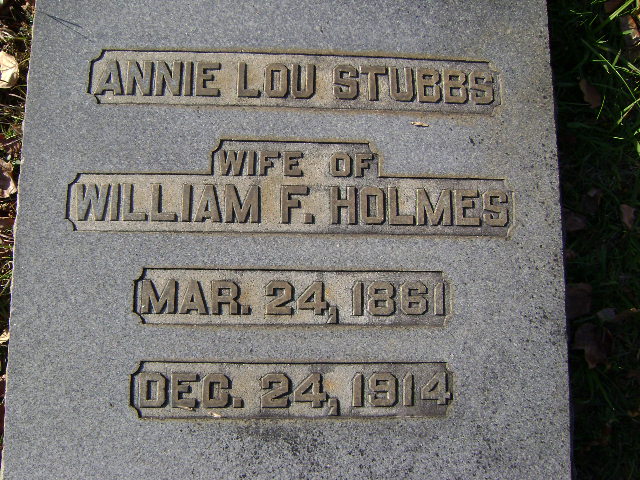 ANNIE LOU STUBBS
WIFE OF
WILLIAM F. HOLMES
MAR. 24, 1861
DEC. 24, 1914